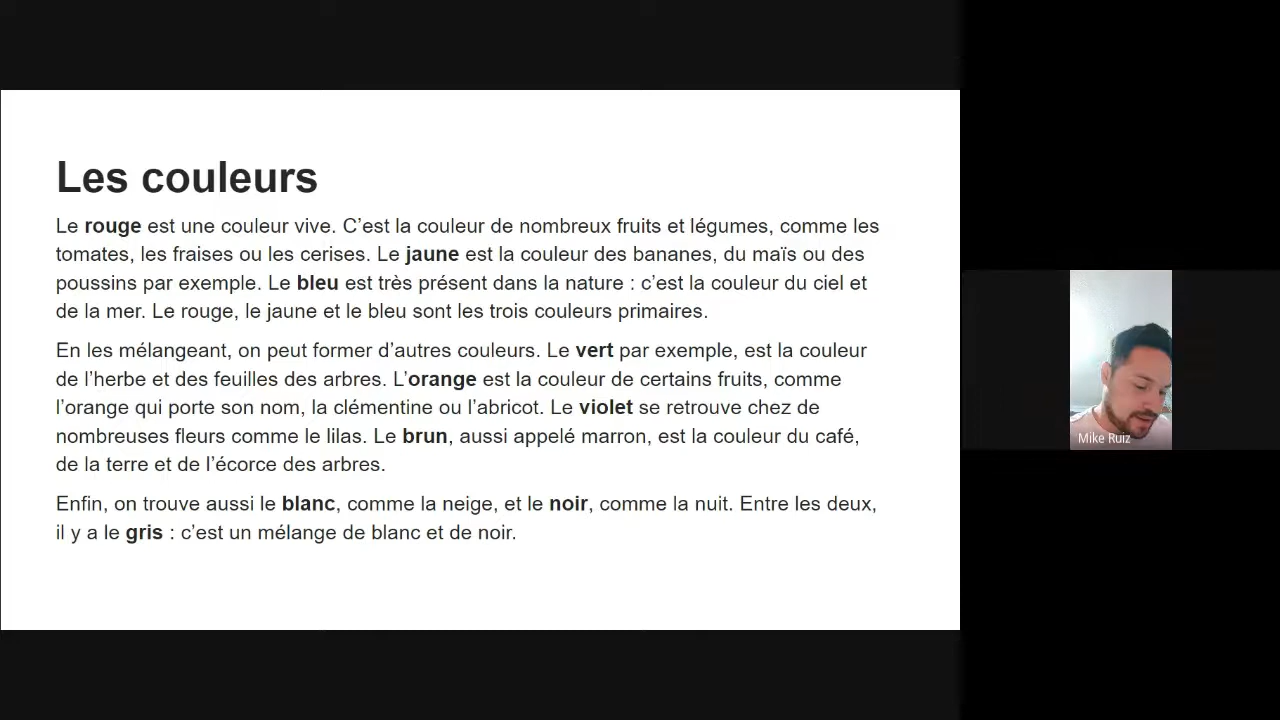 Les couleurs
Le rouge est une couleur vive. C’est la couleur de nombreux fruits et légumes, comme les
tomates, les fraises ou les cerises. Le jaune est la couleur des bananes, du maïs ou des
poussins par exemple. Le bleu est très présent dans la nature : c’est la couleur du ciel et
de la mer. Le rouge, le jaune et le bleu sont les trois couleurs primaires.
En les mélangeant, on peut former d’autres couleurs. Le vert par exemple, est la couleur
de l’herbe et des feuilles des arbres. L’orange est la couleur de certains fruits, comme
l’orange qui porte son nom, la clémentine ou l’abricot. Le violet se retrouve chez de
nombreuses fleurs comme le lilas. Le brun, aussi appelé marron, est la couleur du café,
de la terre et de l’écorce des arbres.
Enfin, on trouve aussi le blanc, comme la neige, et le noir, comme la nuit. Entre les deux,
il y a le gris : c’est un mélange de blanc et de noir.
Mike Ruiz